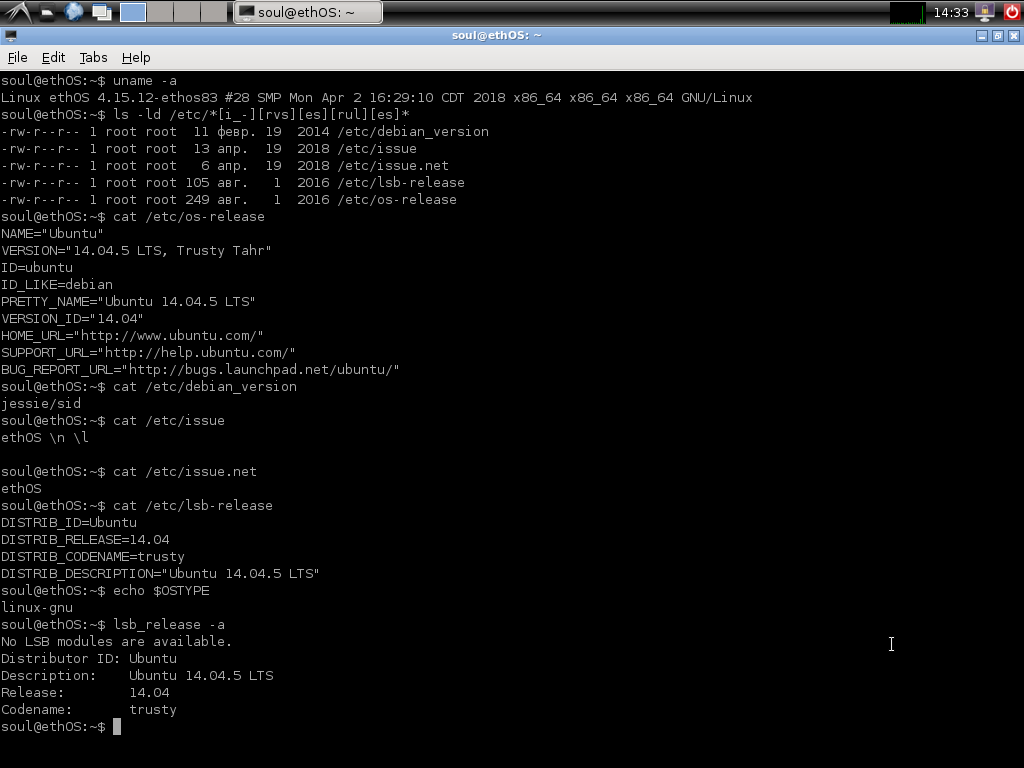 soul@ethOS: ~
14:33
soul@ethOS: ~
File Edit Tabs Help
soul@ethOS:~$ uname -a
Linux ethOS 4.15.12-ethos83 #28 SMP Mon Apr 2 16:29:10 CDT 2018 x86_64 x86_64 x86_64 GNU/Linux
soul@ethOS:~$ ls -ld /etc/*[i_-][rvs][es][rul][es]*
-rw-r--r-- 1 root root  11 февр. 19  2014 /etc/debian_version
-rw-r--r-- 1 root root  13 апр.  19  2018 /etc/issue
-rw-r--r-- 1 root root   6 апр.  19  2018 /etc/issue.net
-rw-r--r-- 1 root root 105 авг.   1  2016 /etc/lsb-release
-rw-r--r-- 1 root root 249 авг.   1  2016 /etc/os-release
soul@ethOS:~$ cat /etc/os-release
NAME="Ubuntu"
VERSION="14.04.5 LTS, Trusty Tahr"
ID=ubuntu
ID_LIKE=debian
PRETTY_NAME="Ubuntu 14.04.5 LTS"
VERSION_ID="14.04"
HOME_URL="http://www.ubuntu.com/"
SUPPORT_URL="http://help.ubuntu.com/"
BUG_REPORT_URL="http://bugs.launchpad.net/ubuntu/"
soul@ethOS:~$ cat /etc/debian_version
jessie/sid
soul@ethOS:~$ cat /etc/issue
ethOS \n \l
soul@ethOS:~$ cat /etc/issue.net
ethOS
soul@ethOS:~$ cat /etc/lsb-release
DISTRIB_ID=Ubuntu
DISTRIB_RELEASE=14.04
DISTRIB_CODENAME=trusty
DISTRIB_DESCRIPTION="Ubuntu 14.04.5 LTS"
soul@ethOS:~$ echo $OSTYPE
linux-gnu
soul@ethOS:~$ lsb_release -a
No LSB modules are available.
Distributor ID: Ubuntu
Description:    Ubuntu 14.04.5 LTS
Release:        14.04
Codename:       trusty
soul@ethOS:~$